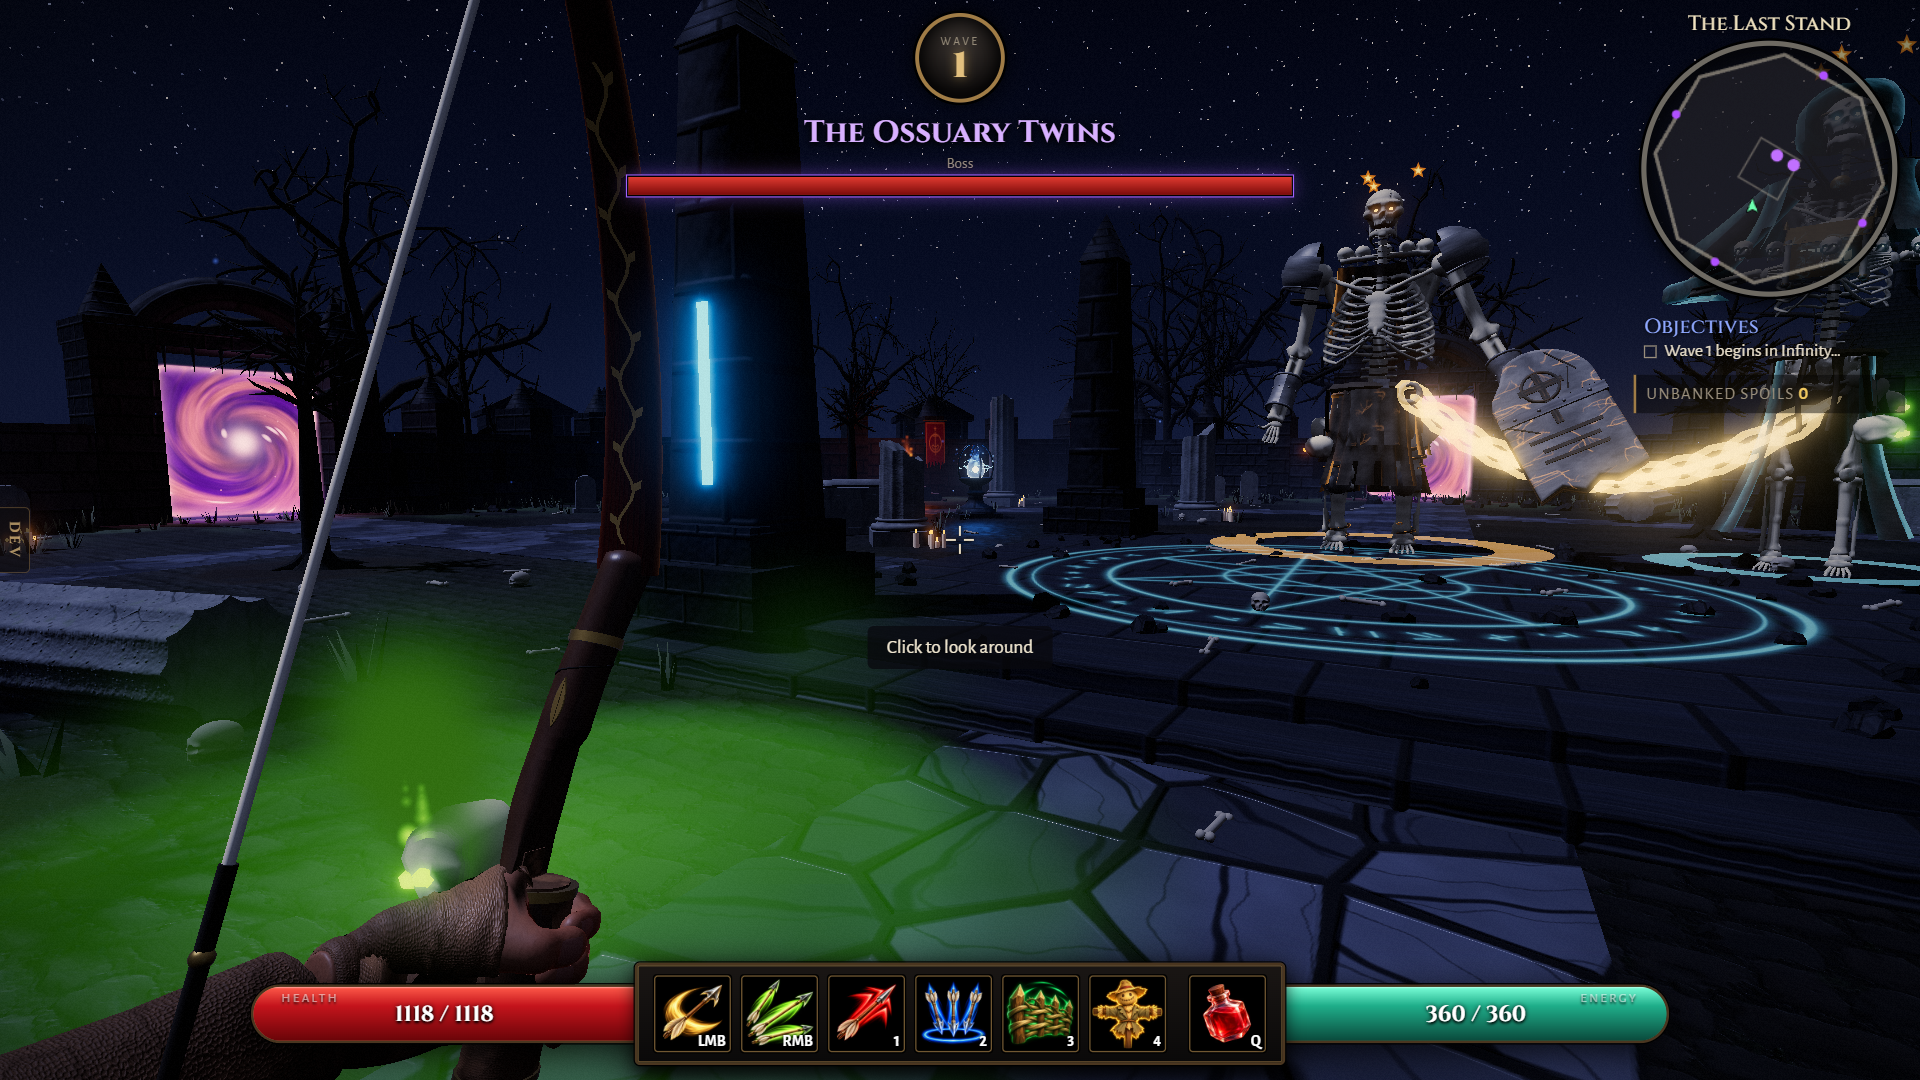 WAVE
1
THE OSSUARY TWINS
Boss
THE LAST STAND
OBJECTIVES
Wave 1 begins in Infinity...
UNBANKED SPOILS 0
DEV
Click to look around
HEALTH
1118 / 1118
LMB
RMB
1
2
3
4
Q
ENERGY
360 / 360